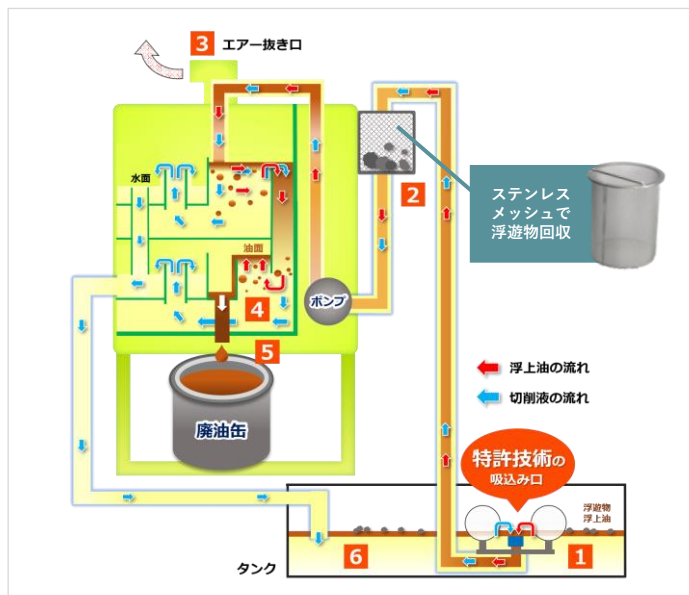 3 エアー抜き口
水面
2
ステンレス
メッシュで
浮遊物回収
油面
4
ポンプ
5
廃油缶
浮上油の流れ
切削液の流れ
特許技術の
吸込み口
浮遊物
浮上油
6
1
タンク